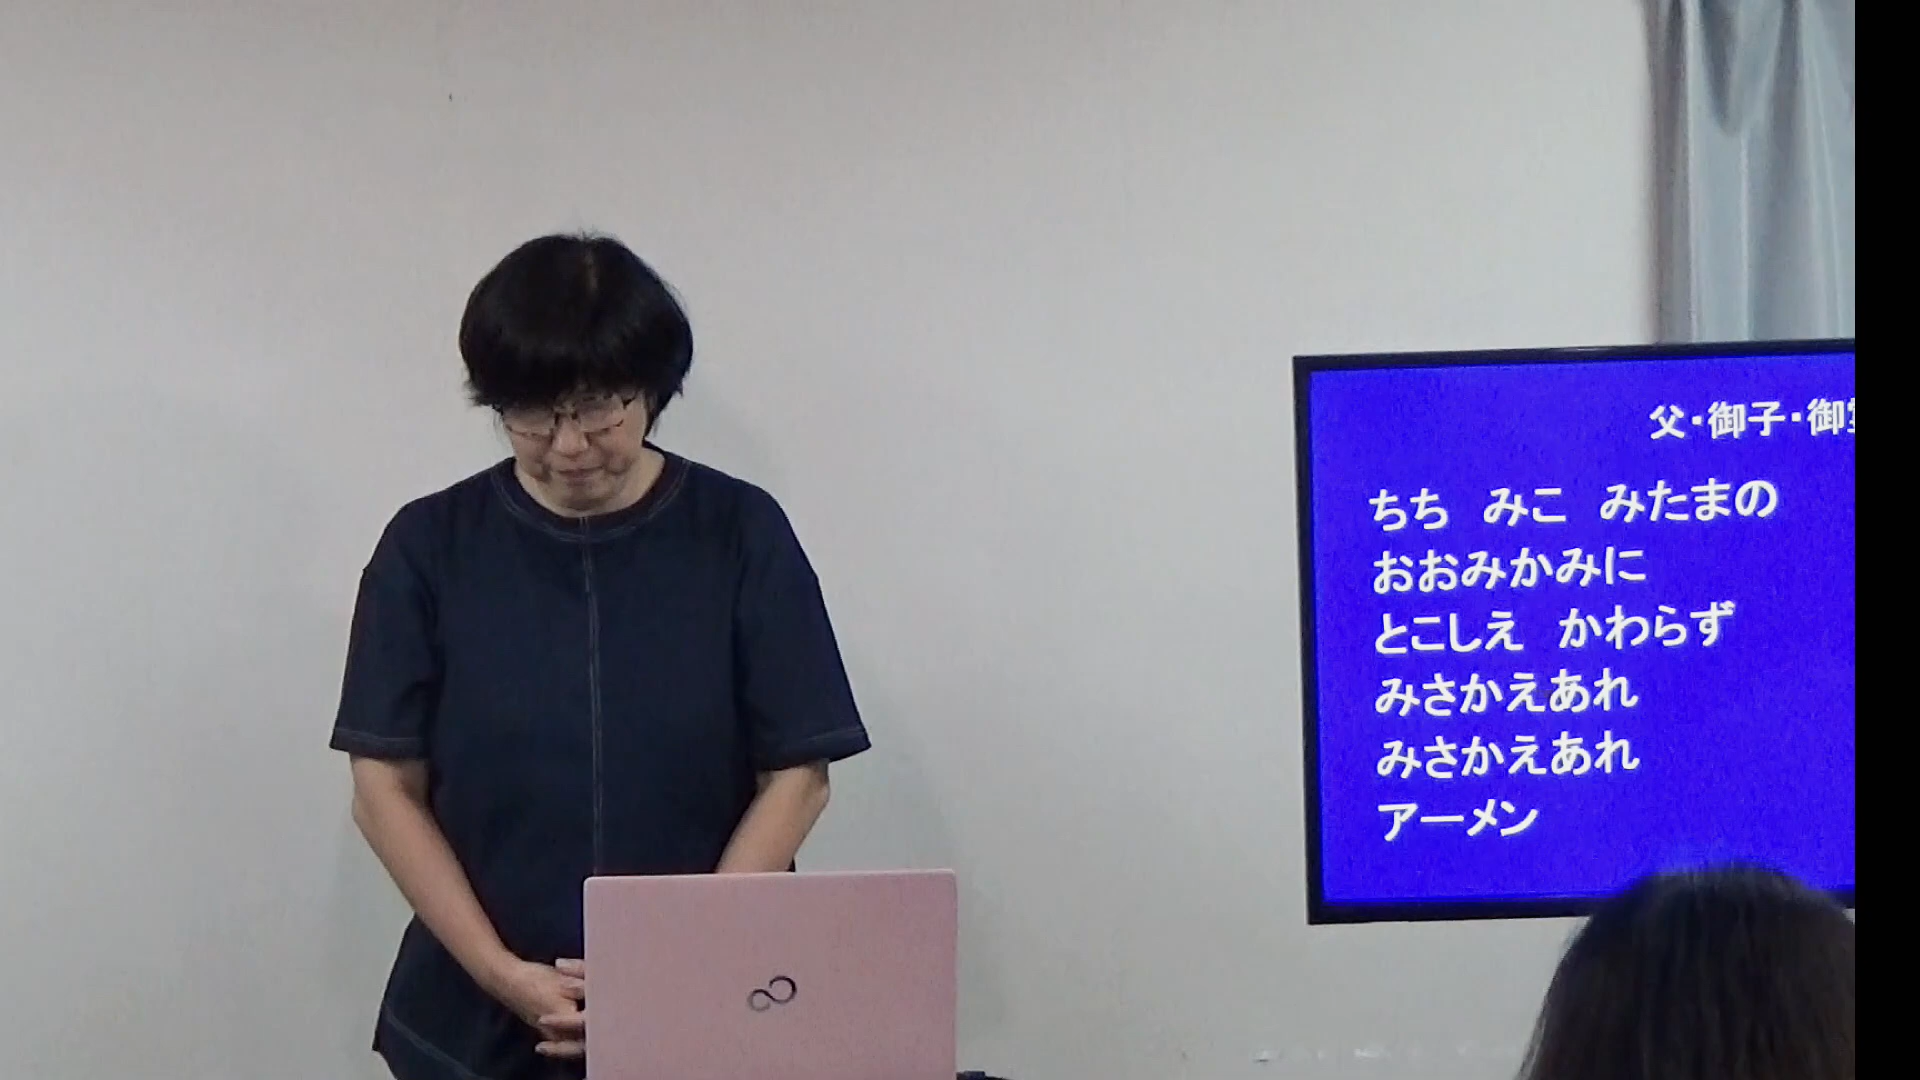 父・御子・御
ちち　みこ　みたまの
おおみかみに
とこしえ　かわらず
みさかえあれ
みさかえあれ
アーメン